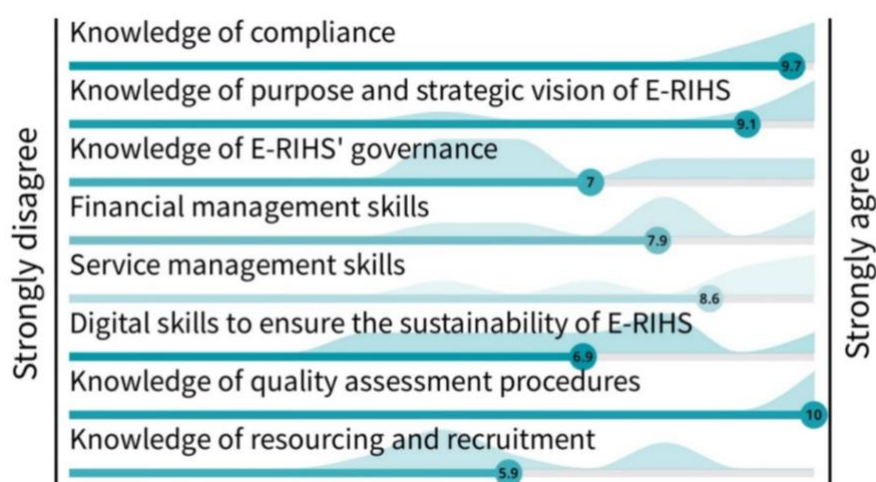 Strongly disagree
Knowledge of compliance
9.7
Knowledge of purpose and strategic vision of E-RIHS
9.1
Knowledge of E-RIHS' governance
7
Financial management skills
7.9
Service management skills
8.6
Digital skills to ensure the sustainability of E-RIHS
6.9
Knowledge of quality assessment procedures
10
Knowledge of resourcing and recruitment
5.9
Strongly agree